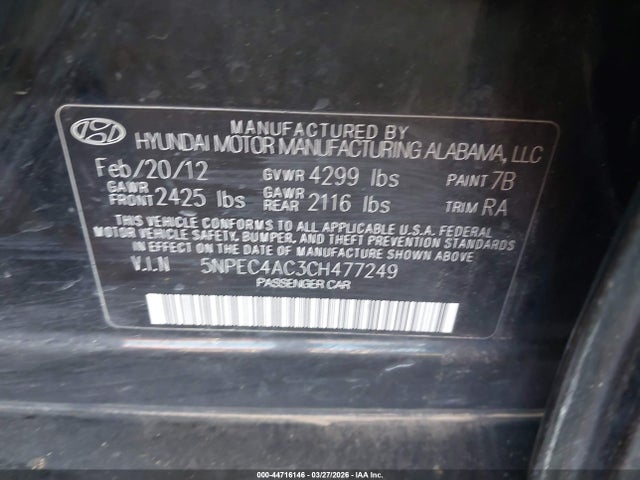 MANUFACTURED BY
HYUNDAI MOTOR MANUFACTURING ALABAMA, LLC
Feb/20/12 GVWR 4299 lbs PAINT 7B
GAWR FRONT 2425 lbs GAWR REAR 2116 lbs TRIM RA
THIS VEHICLE CONFORMS TO ALL APPLICABLE U.S.A. FEDERAL
MOTOR VEHICLE SAFETY, BUMPER, AND THEFT PREVENTION
STANDARDS IN EFFECT ON THE DATE OF MANUFACTURE SHOWN ABOVE
V.I.N 5NPEC4AC3CH477249
PASSENGER CAR
000-44716146 - 03/27/2026 - IAA Inc.